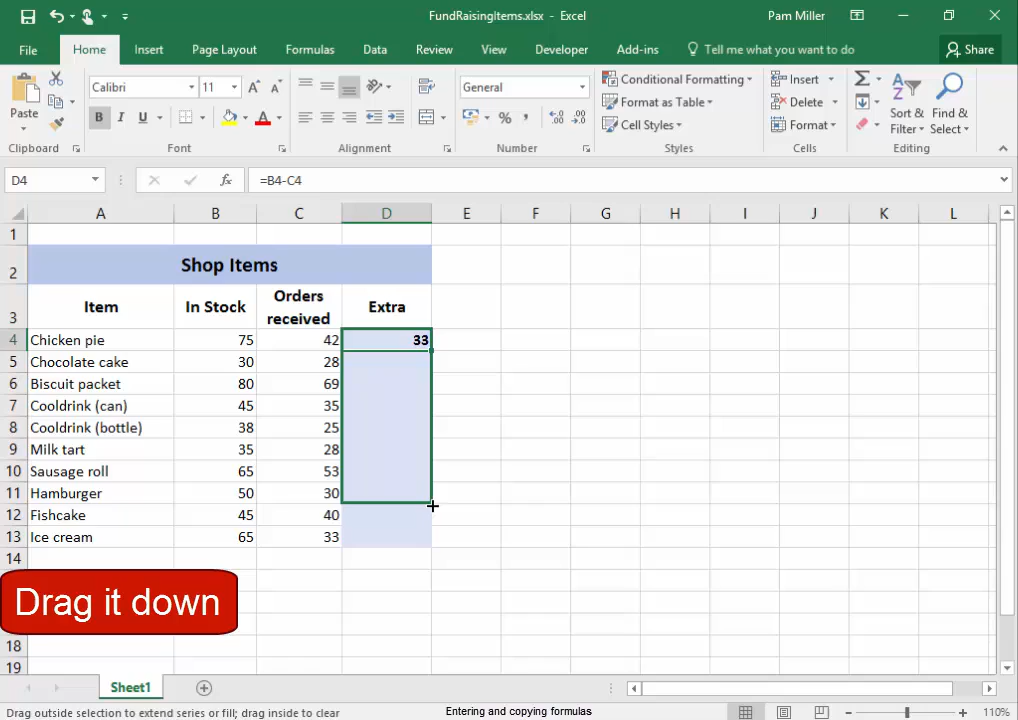 FundRaisingItems.xlsx - Excel
Pam Miller
File Home Insert Page Layout Formulas Data Review View Developer Add-ins Tell me what you want to do Share
Paste
Calibri 11
B I U A
General
% ,
Conditional Formatting
Format as Table
Cell Styles
Insert
Delete
Format
Sort & Filter
Find & Select
Clipboard Font Alignment Number Styles Cells Editing
D4 fx =B4-C4
A B C D E F G H I J K L
1
2 Shop Items
3 Item In Stock Orders received Extra
4 Chicken pie 75 42 33
5 Chocolate cake 30 28
6 Biscuit packet 80 69
7 Cooldrink (can) 45 35
8 Cooldrink (bottle) 38 25
9 Milk tart 35 28
10 Sausage roll 65 53
11 Hamburger 50 30
12 Fishcake 45 40
13 Ice cream 65 33
14
Drag it down
18
19
Sheet1
Drag outside selection to extend series or fill; drag inside to clear
Entering and copying formulas
110%